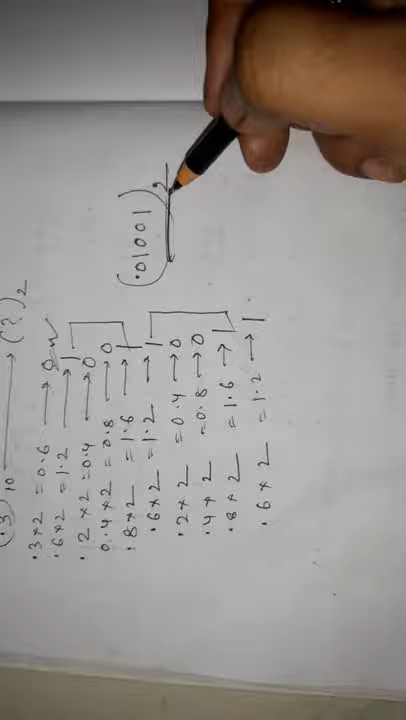 (.3)10 → (?)2
.3×2 = 0.6 → 0
.6×2 = 1.2 → 1
.2×2 = 0.4 → 0
0.4×2 = 0.8 → 0
.8×2 = 1.6 → 1
.6×2 = 1.2 → 1
.2×2 = 0.4 → 0
.4×2 = 0.8 → 0
.8×2 = 1.6 → 1
.6×2 = 1.2 → 1
(.01001)2